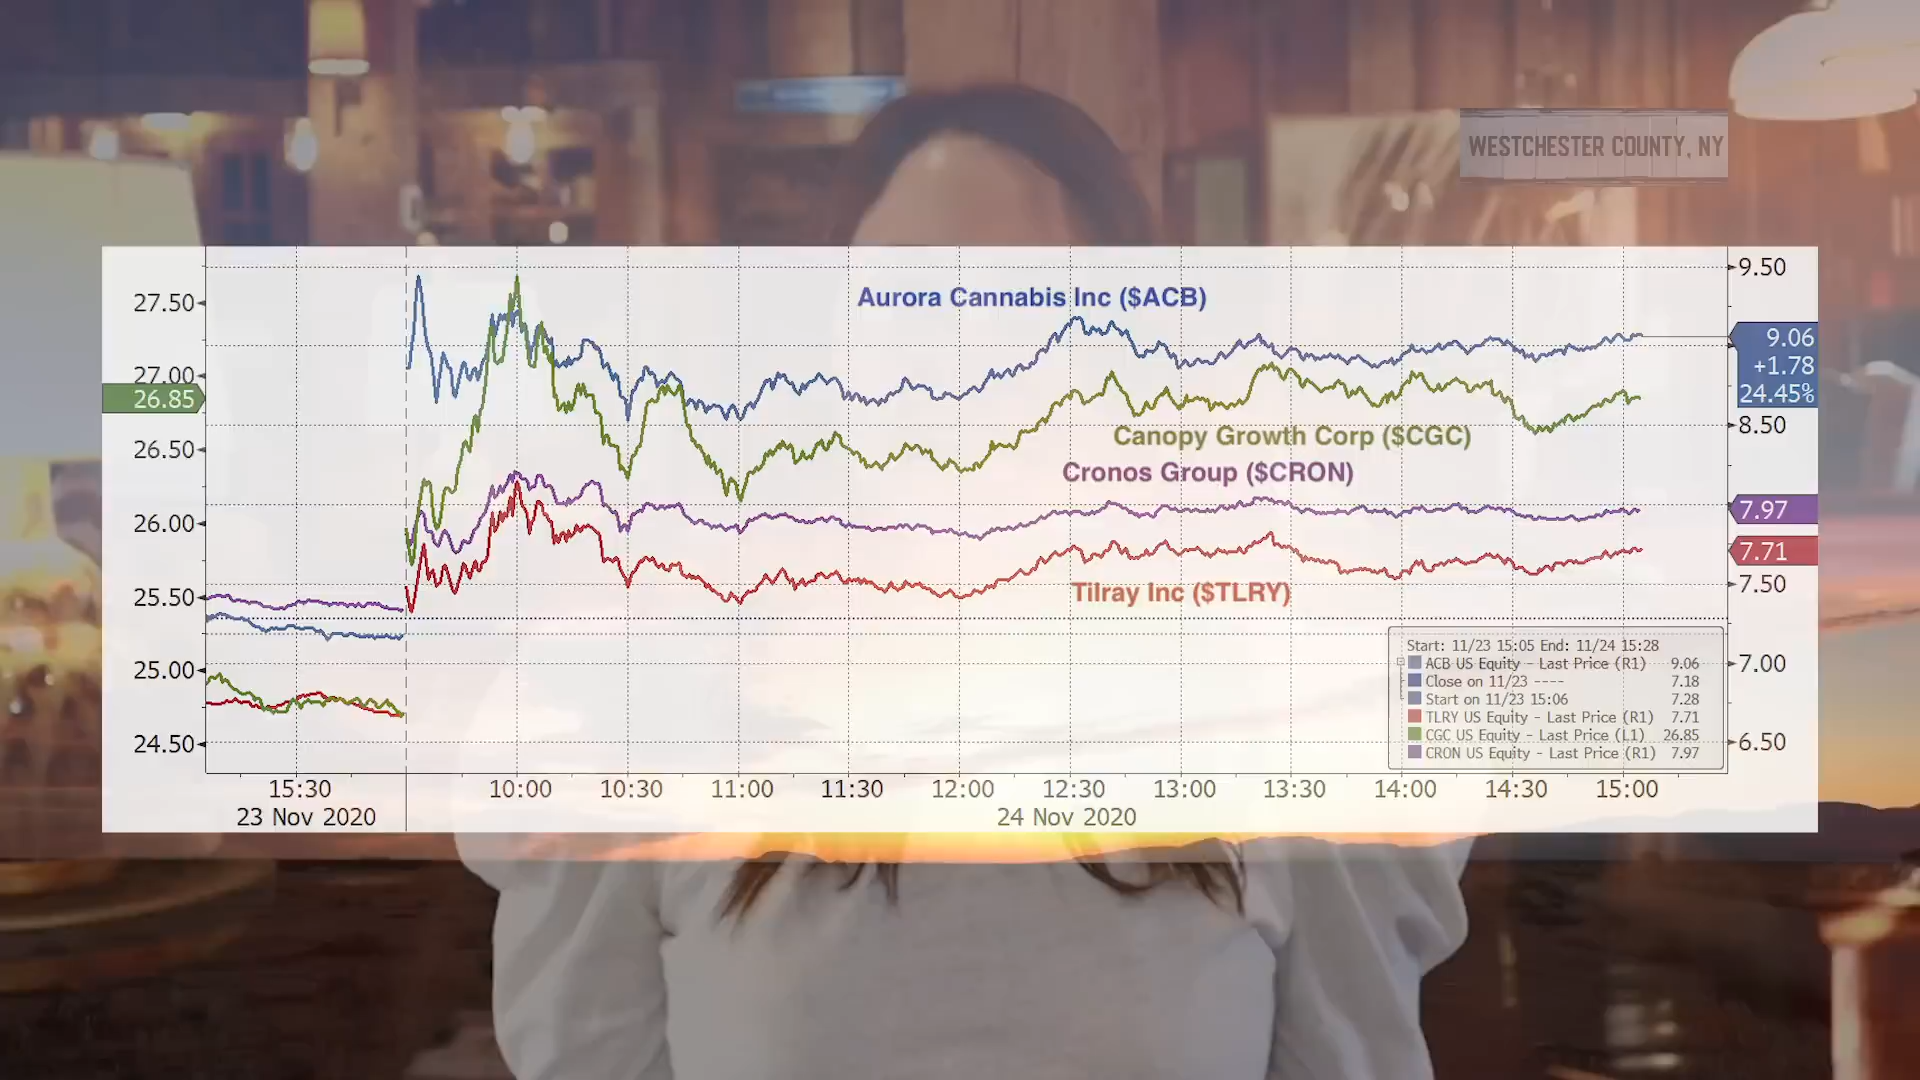 WESTCHESTER COUNTY, NY
27.50
27.00
26.85
26.50
26.00
25.50
25.00
24.50
Aurora Cannabis Inc ($ACB)
Canopy Growth Corp ($CGC)
Cronos Group ($CRON)
Tilray Inc ($TLRY)
9.50
9.06
+1.78
24.45%
8.50
7.97
7.71
7.50
7.00
6.50
Start: 11/23 15:05 End: 11/24 15:28
ACB US Equity - Last Price (R1) 9.06
Close on 11/23 ---- 7.18
Start on 11/23 15:06 7.28
TLRY US Equity - Last Price (R1) 7.71
CGC US Equity - Last Price (L1) 26.85
CRON US Equity - Last Price (R1) 7.97
15:30 10:00 10:30 11:00 11:30 12:00 12:30 13:00 13:30 14:00 14:30 15:00
23 Nov 2020 24 Nov 2020